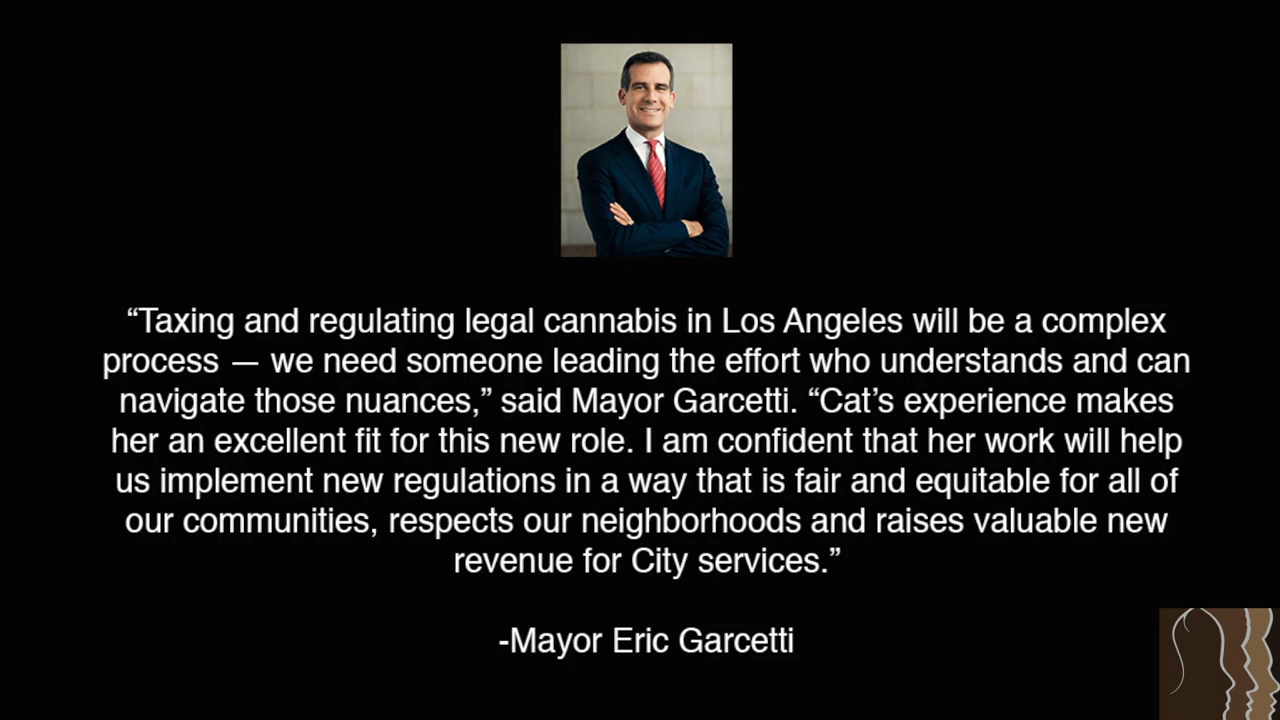 “Taxing and regulating legal cannabis in Los Angeles will be a complex
process — we need someone leading the effort who understands and can
navigate those nuances,” said Mayor Garcetti. “Cat’s experience makes
her an excellent fit for this new role. I am confident that her work will help
us implement new regulations in a way that is fair and equitable for all of
our communities, respects our neighborhoods and raises valuable new
revenue for City services.”
-Mayor Eric Garcetti